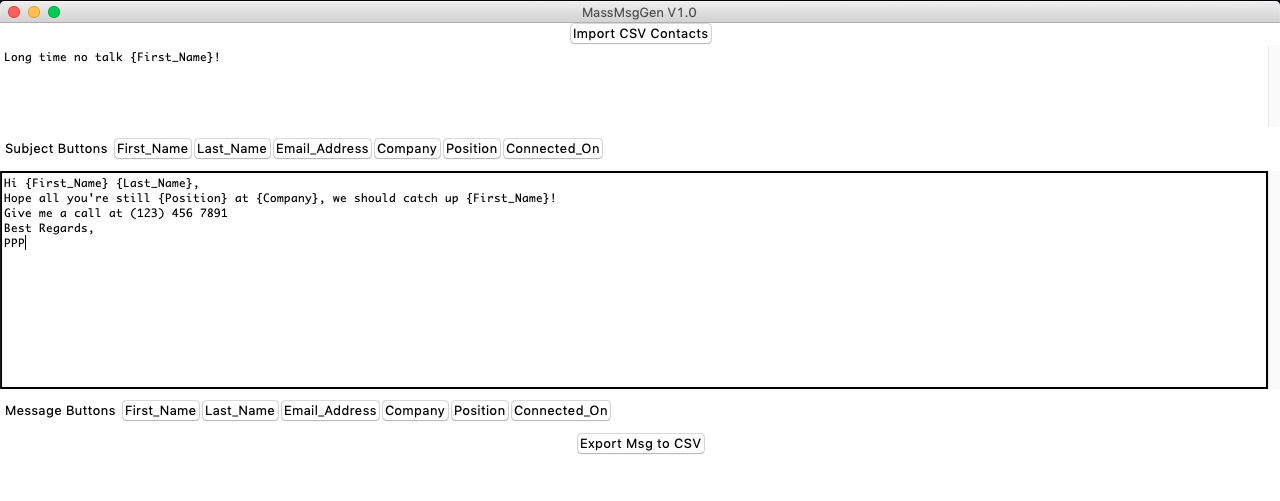 MassMsgGen V1.0
Import CSV Contacts
Long time no talk {First_Name}!
Subject Buttons First_Name Last_Name Email_Address Company Position Connected_On
Hi {First_Name} {Last_Name},
Hope all you're still {Position} at {Company}, we should catch up {First_Name}!
Give me a call at (123) 456 7891
Best Regards,
PPP
Message Buttons First_Name Last_Name Email_Address Company Position Connected_On
Export Msg to CSV